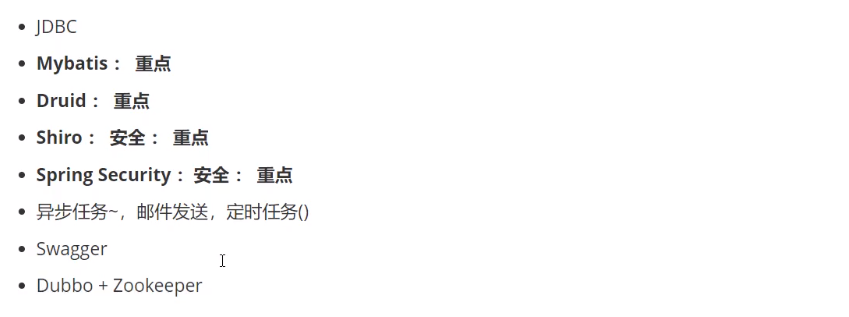 JDBC
Mybatis： 重点
Druid： 重点
Shiro： 安全： 重点
Spring Security：安全： 重点
异步任务~，邮件发送，定时任务()
Swagger
Dubbo + Zookeeper